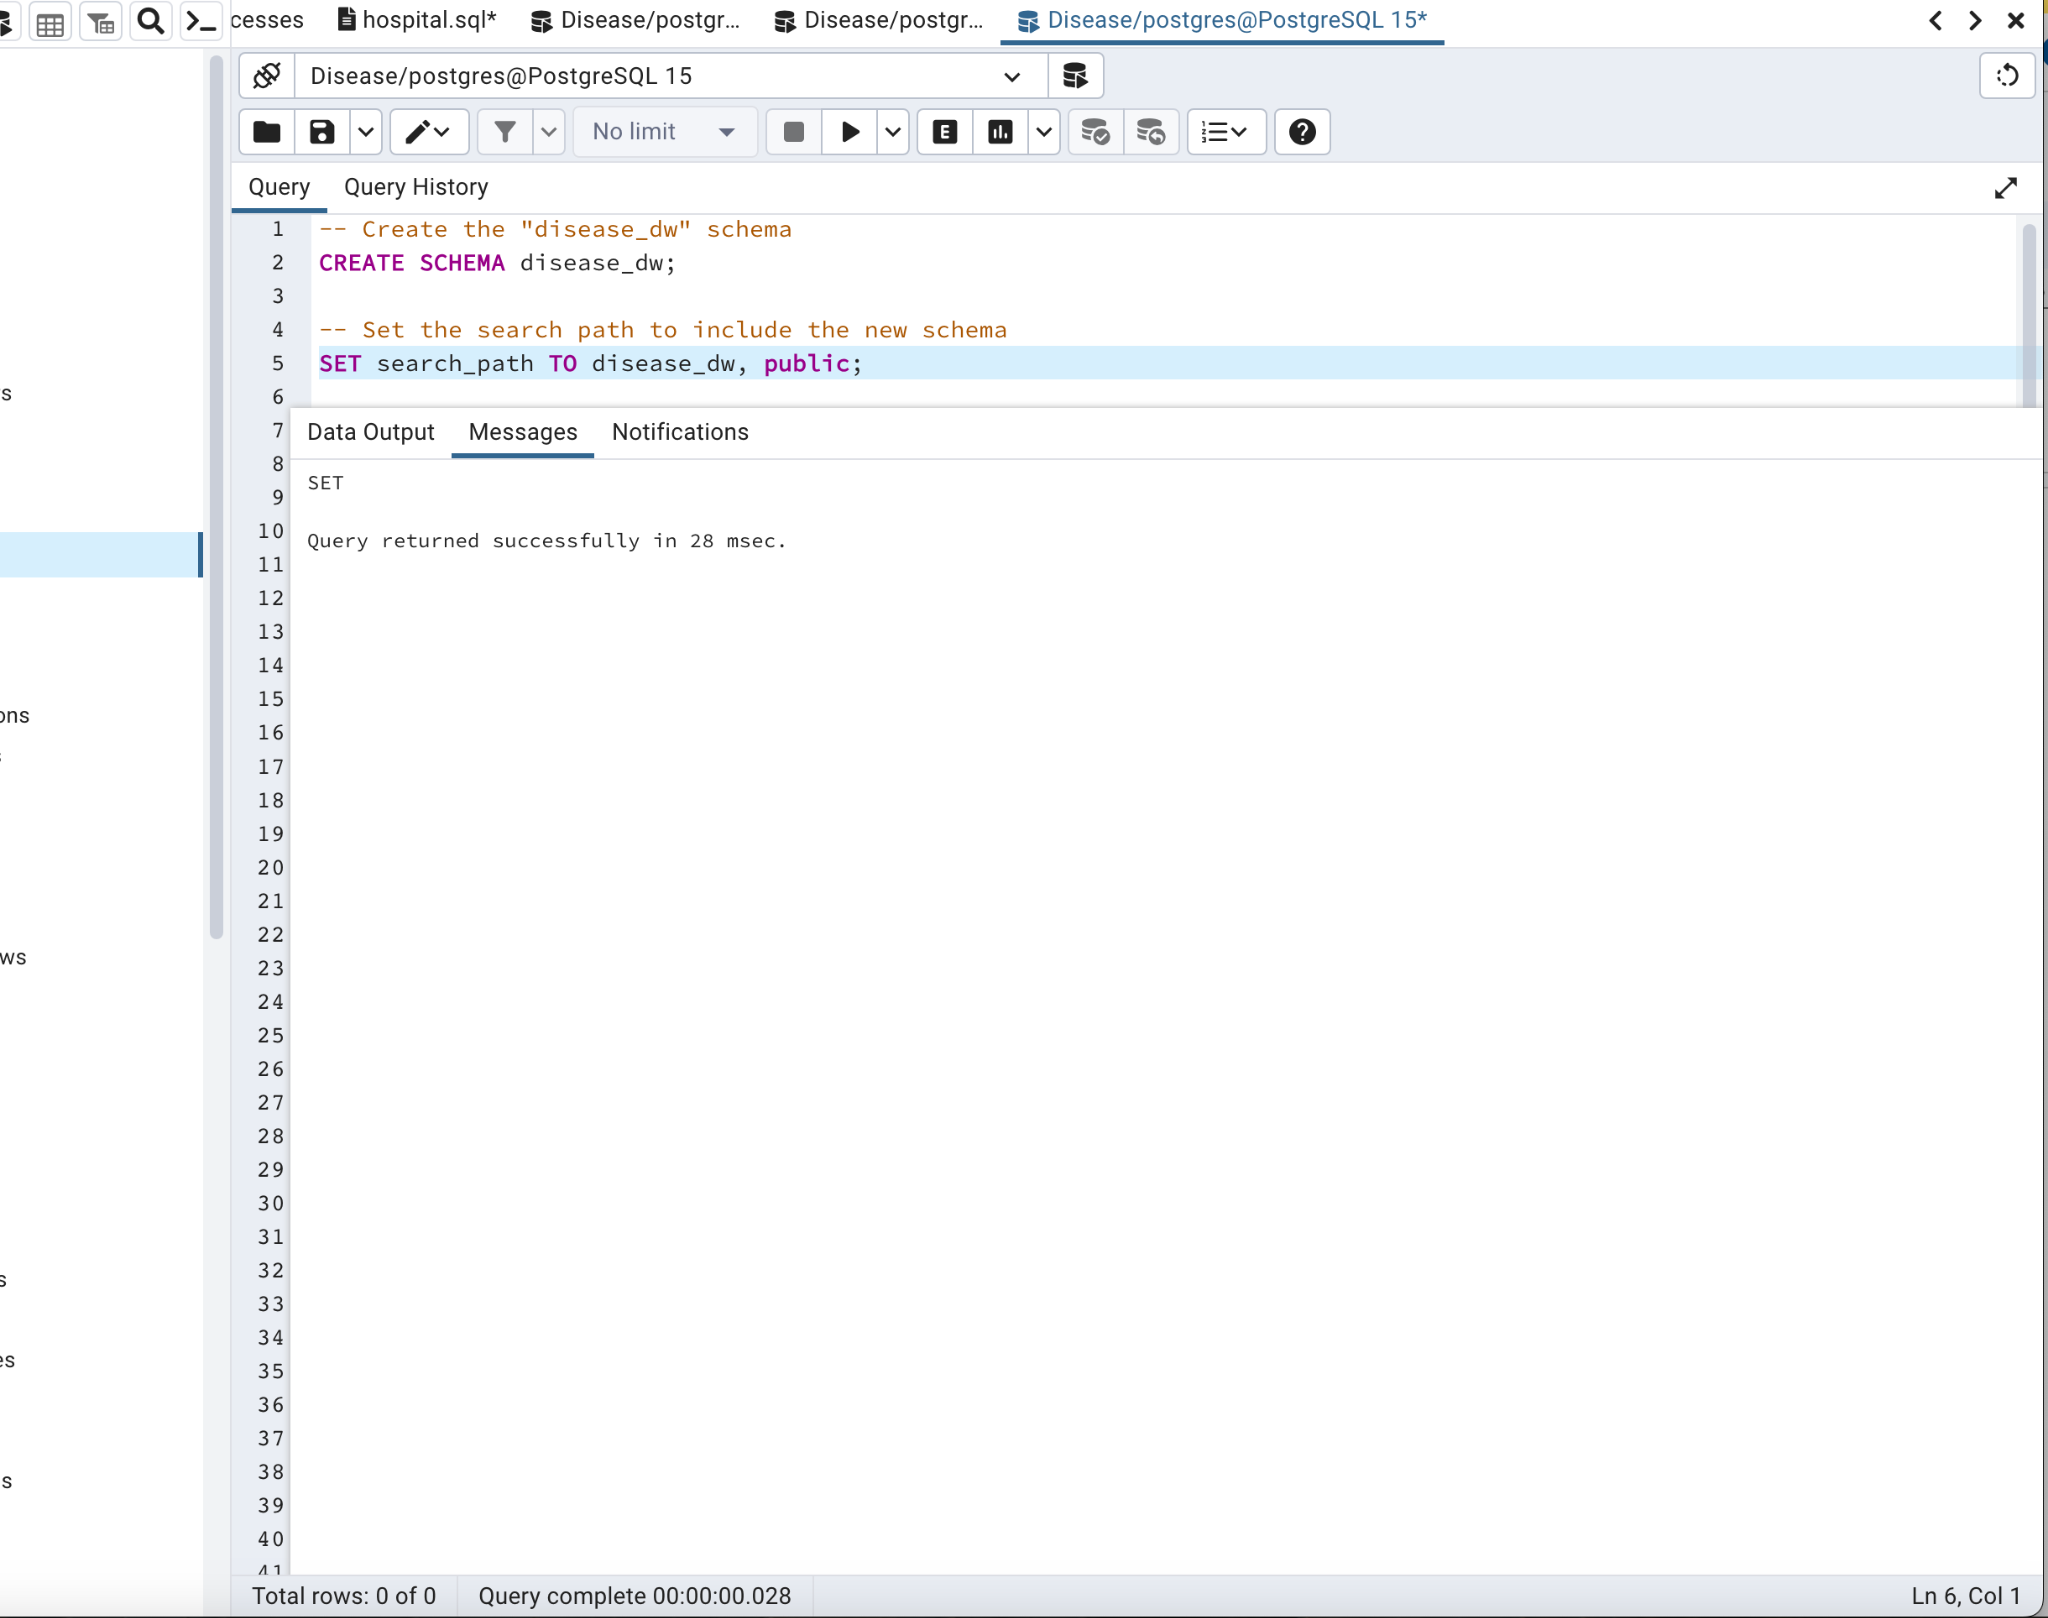 cesses
hospital.sql*
Disease/postgr...
Disease/postgr...
Disease/postgres@PostgreSQL 15*
Disease/postgres@PostgreSQL 15
No limit
E
Query
Query History
1 -- Create the "disease_dw" schema
2 CREATE SCHEMA disease_dw;
3
4 -- Set the search path to include the new schema
5 SET search_path TO disease_dw, public;
6
7
8
9
10
11
12
13
14
15
16
17
18
19
20
21
22
23
24
25
26
27
28
29
30
31
32
33
34
35
36
37
38
39
40
41
Data Output
Messages
Notifications
SET
Query returned successfully in 28 msec.
s
ons
ws
s
es
s
Total rows: 0 of 0
Query complete 00:00:00.028
Ln 6, Col 1